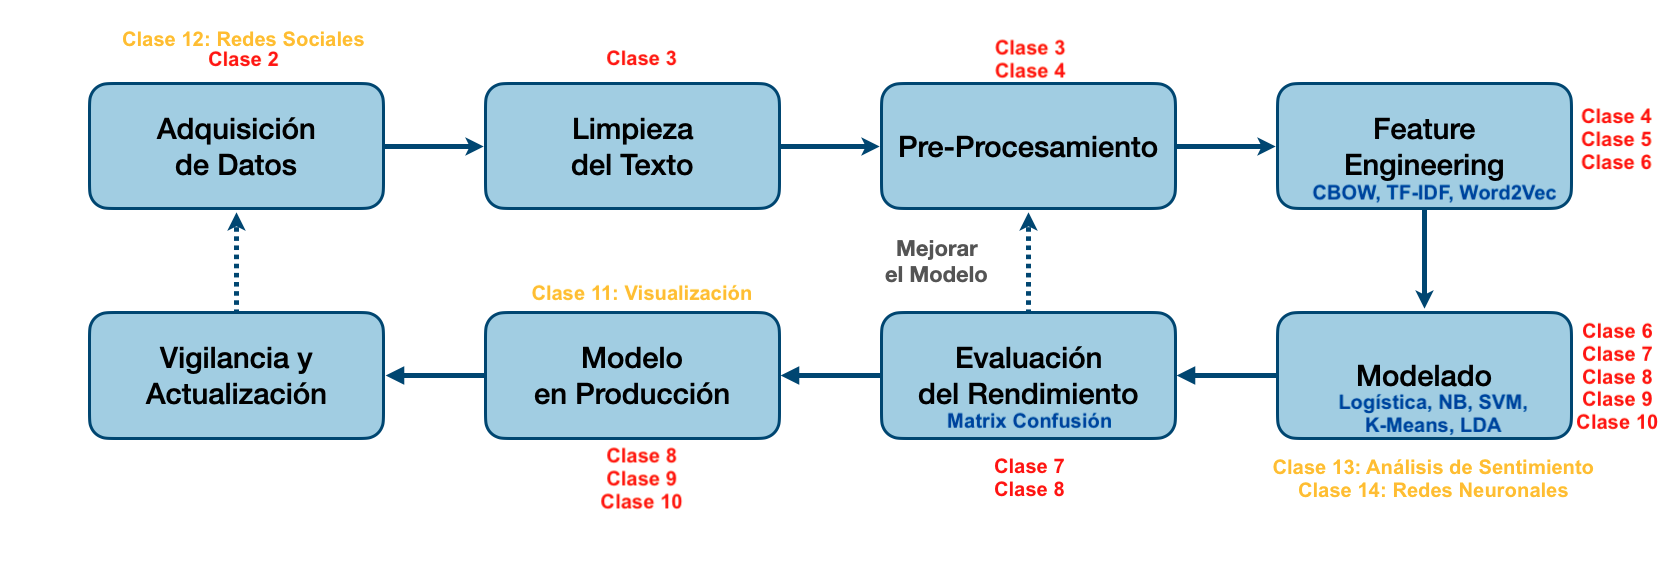 Clase 12: Redes Sociales
Clase 2
Adquisición
de Datos
Clase 3
Limpieza
del Texto
Clase 3
Clase 4
Pre-Procesamiento
Feature
Engineering
CBOW, TF-IDF, Word2Vec
Clase 4
Clase 5
Clase 6
Mejorar
el Modelo
Vigilancia y
Actualización
Clase 11: Visualización
Modelo
en Producción
Clase 8
Clase 9
Clase 10
Evaluación
del Rendimiento
Matrix Confusión
Clase 7
Clase 8
Modelado
Logística, NB, SVM,
K-Means, LDA
Clase 6
Clase 7
Clase 8
Clase 9
Clase 10
Clase 13: Análisis de Sentimiento
Clase 14: Redes Neuronales